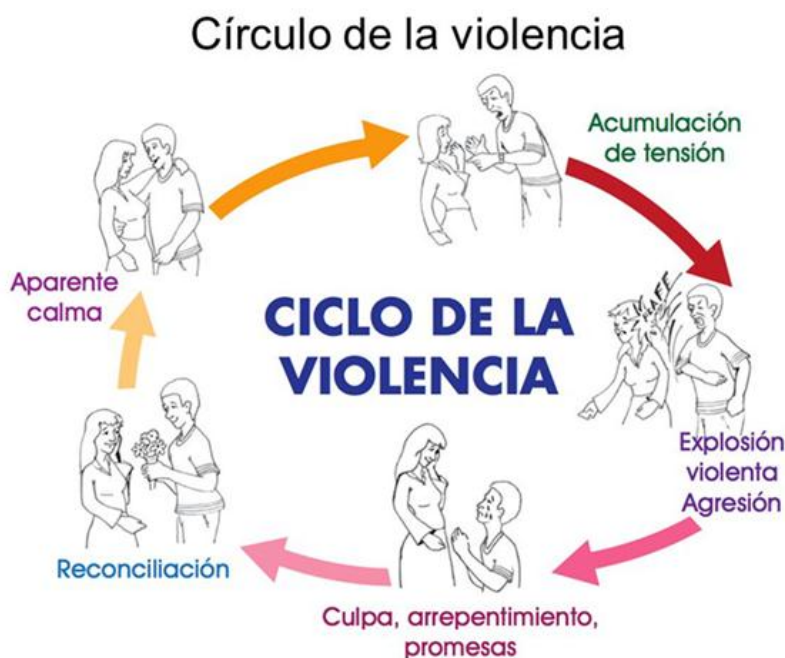 Círculo de la violencia
Acumulación
de tensión
Aparente
calma
CICLO DE LA
VIOLENCIA
Explosión
violenta
Agresión
Reconciliación
Culpa, arrepentimiento,
promesas